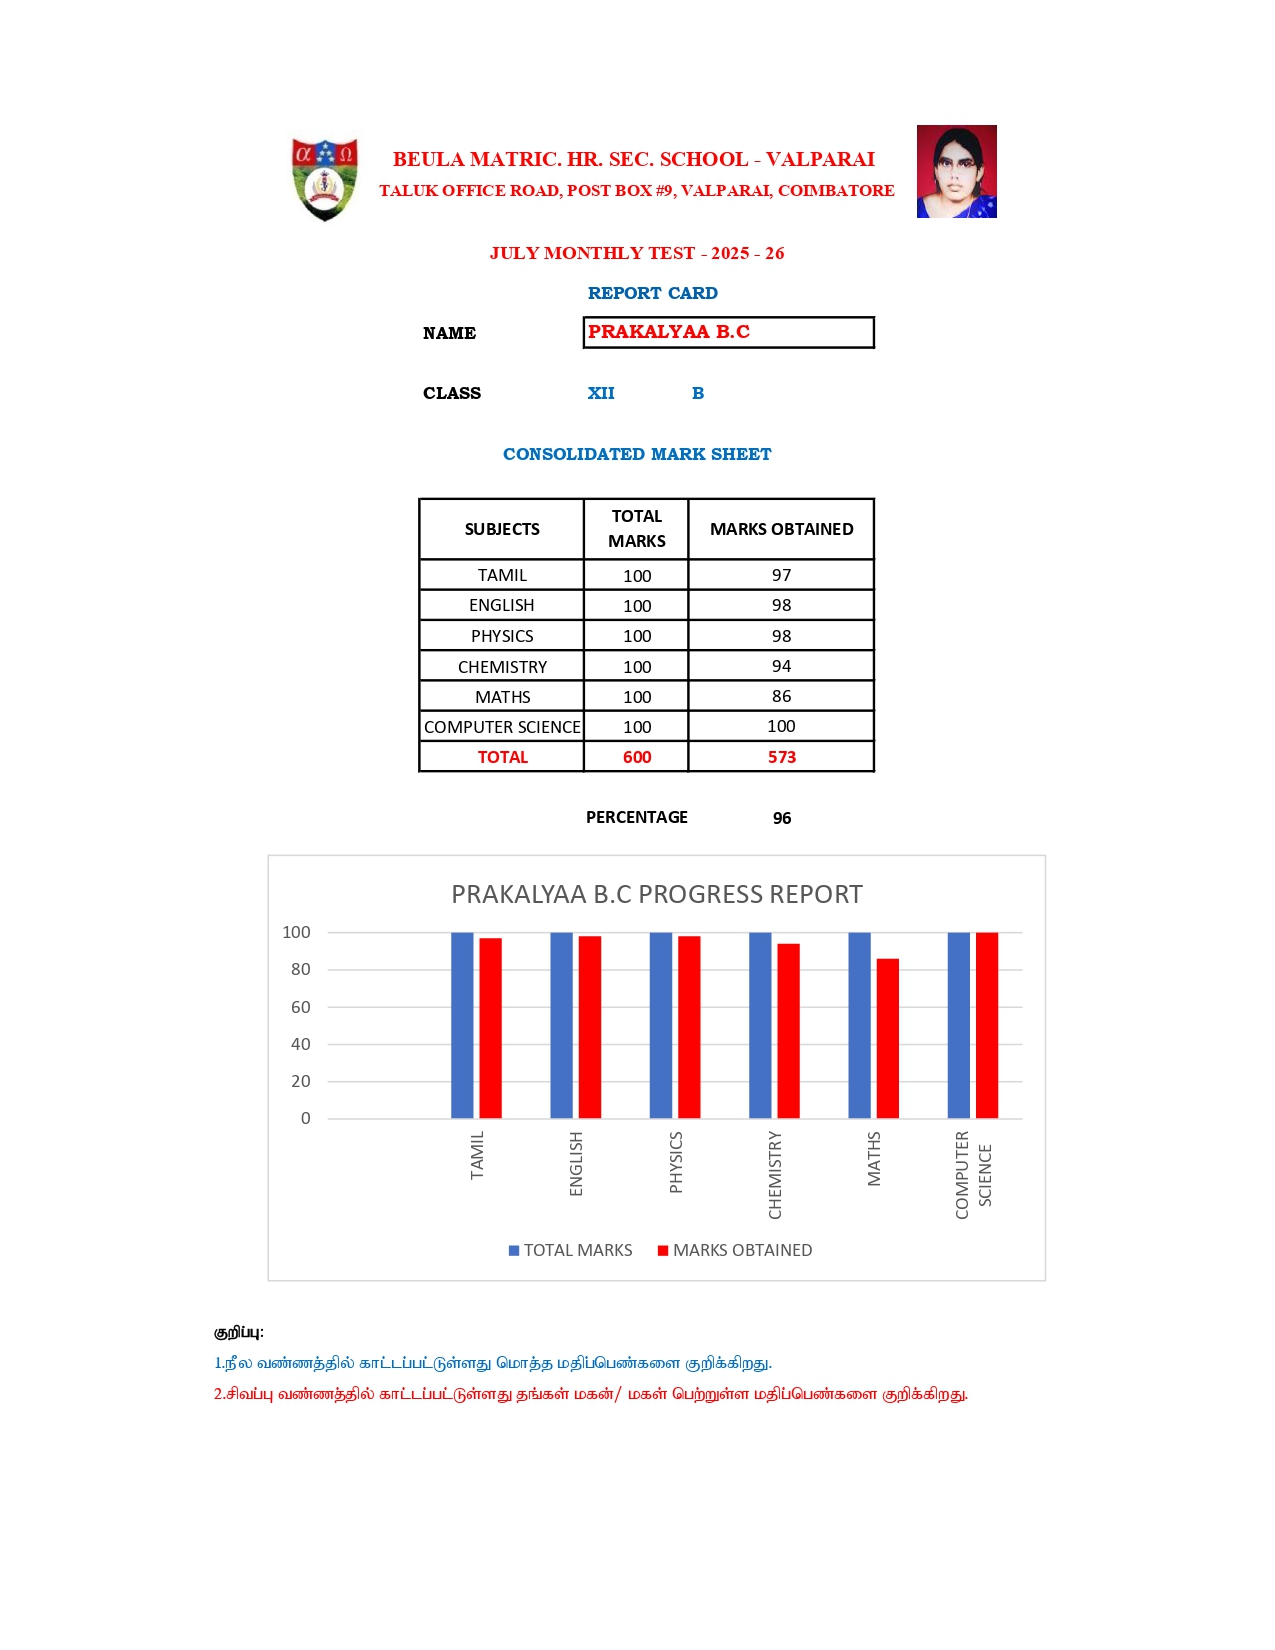 α Ω
BEULA MATRIC. HR. SEC. SCHOOL - VALPARAI
TALUK OFFICE ROAD, POST BOX #9, VALPARAI, COIMBATORE
JULY MONTHLY TEST - 2025 - 26
REPORT CARD
NAME PRAKALYAA B.C
CLASS XII B
CONSOLIDATED MARK SHEET
SUBJECTS TOTAL MARKS MARKS OBTAINED
TAMIL 100 97
ENGLISH 100 98
PHYSICS 100 98
CHEMISTRY 100 94
MATHS 100 86
COMPUTER SCIENCE 100 100
TOTAL 600 573
PERCENTAGE 96
PRAKALYAA B.C PROGRESS REPORT
100
80
60
40
20
0
TAMIL ENGLISH PHYSICS CHEMISTRY MATHS COMPUTER SCIENCE
TOTAL MARKS MARKS OBTAINED
குறிப்பு:
1.நீல வண்ணத்தில் காட்டப்பட்டுள்ளது மொத்த மதிப்பெண்களை குறிக்கிறது.
2.சிவப்பு வண்ணத்தில் காட்டப்பட்டுள்ளது தங்கள் மகன்/ மகள் பெற்றுள்ள மதிப்பெண்களை குறிக்கிறது.